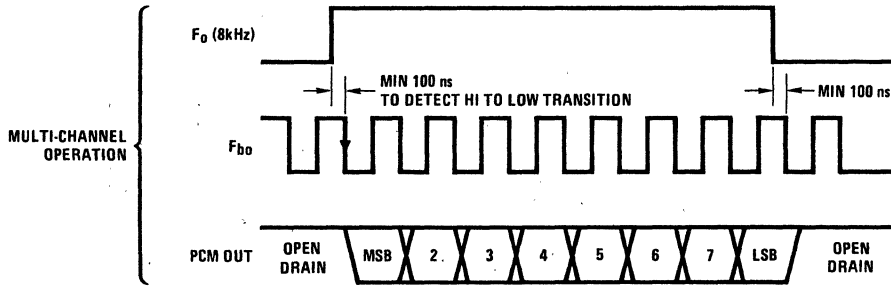 F₀ (8kHz)
MIN 100 ns
TO DETECT HI TO LOW TRANSITION
MIN 100 ns
MULTI-CHANNEL
OPERATION
Fbo
PCM OUT
OPEN
DRAIN
MSB
2
3
4
5
6
7
LSB
OPEN
DRAIN